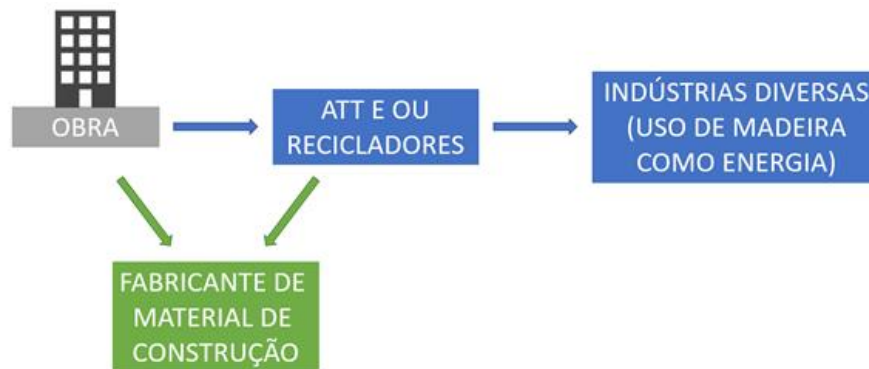 OBRA
ATT E OU
RECICLADORES
INDÚSTRIAS DIVERSAS
(USO DE MADEIRA
COMO ENERGIA)
FABRICANTE DE
MATERIAL DE
CONSTRUÇÃO